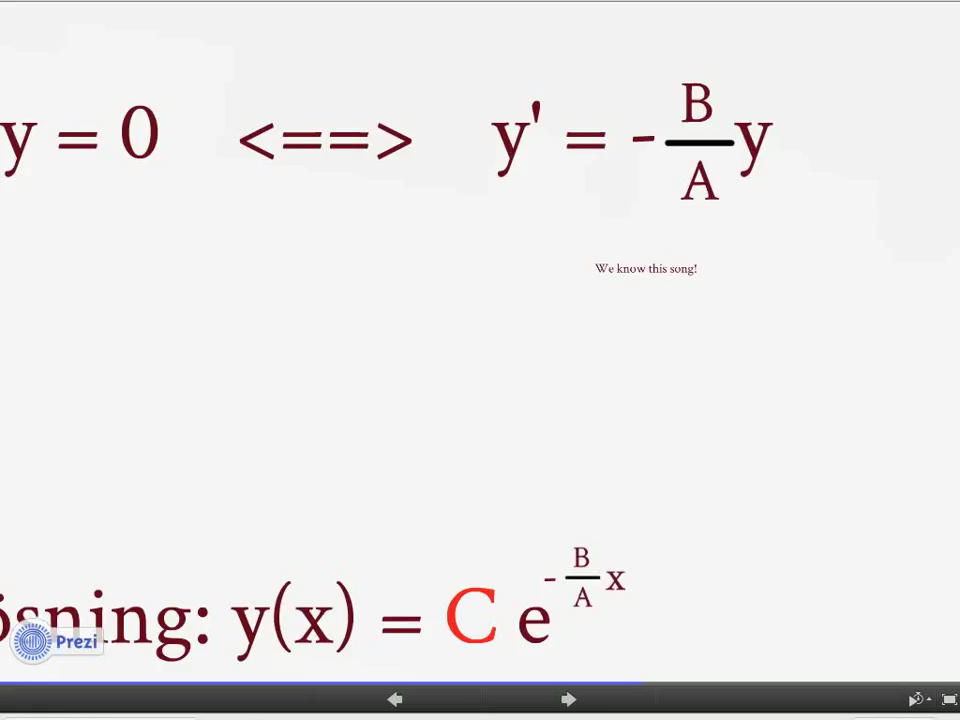 y = 0 <==> y' = - B/A y
We know this song!
ösning: y(x) = C e^(- B/A x)
Prezi